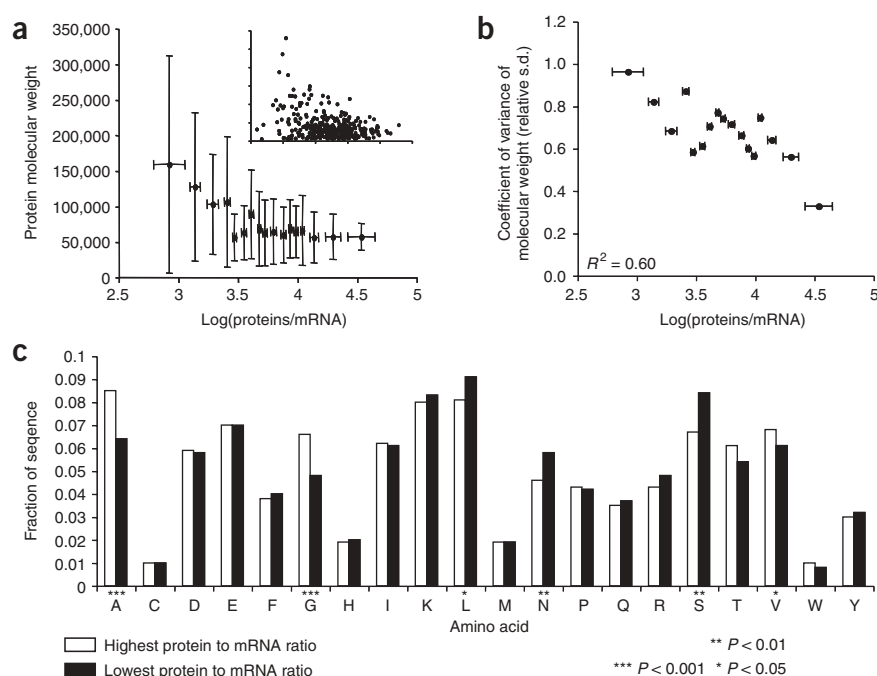 a
350,000
300,000
250,000
200,000
150,000
100,000
50,000
0
Protein molecular weight
2.5 3 3.5 4 4.5 5
Log(proteins/mRNA)
b
1.2
1.0
0.8
0.6
0.4
0.2
0.0
Coefficient of variance of
molecular weight (relative s.d.)
R² = 0.60
2.5 3 3.5 4 4.5 5
Log(proteins/mRNA)
c
0.1
0.09
0.08
0.07
0.06
0.05
0.04
0.03
0.02
0.01
0
Fraction of seqence
*** *** * ** ** *
A C D E F G H I K L M N P Q R S T V W Y
Amino acid
Highest protein to mRNA ratio
Lowest protein to mRNA ratio
** P < 0.01
*** P < 0.001 * P < 0.05